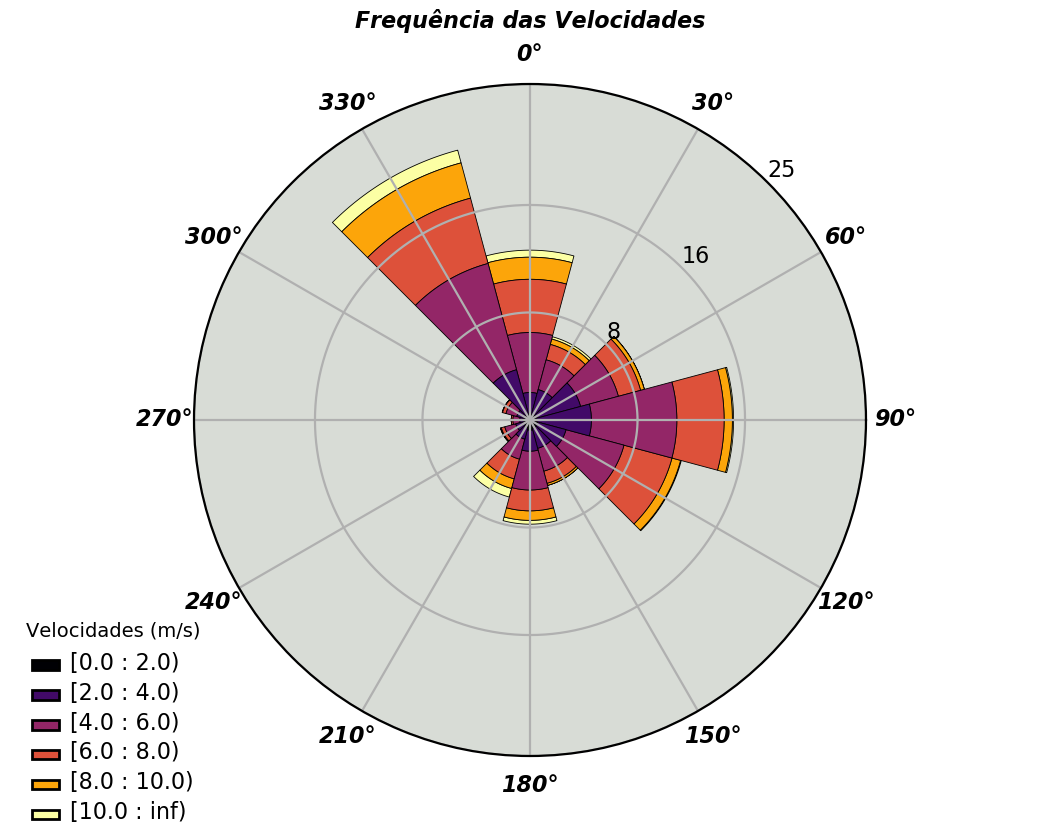 Frequência das Velocidades
0°
330°
30°
25
300°
60°
16
8
270°
90°
240°
120°
210°
150°
180°
Velocidades (m/s)
[0.0 : 2.0)
[2.0 : 4.0)
[4.0 : 6.0)
[6.0 : 8.0)
[8.0 : 10.0)
[10.0 : inf)